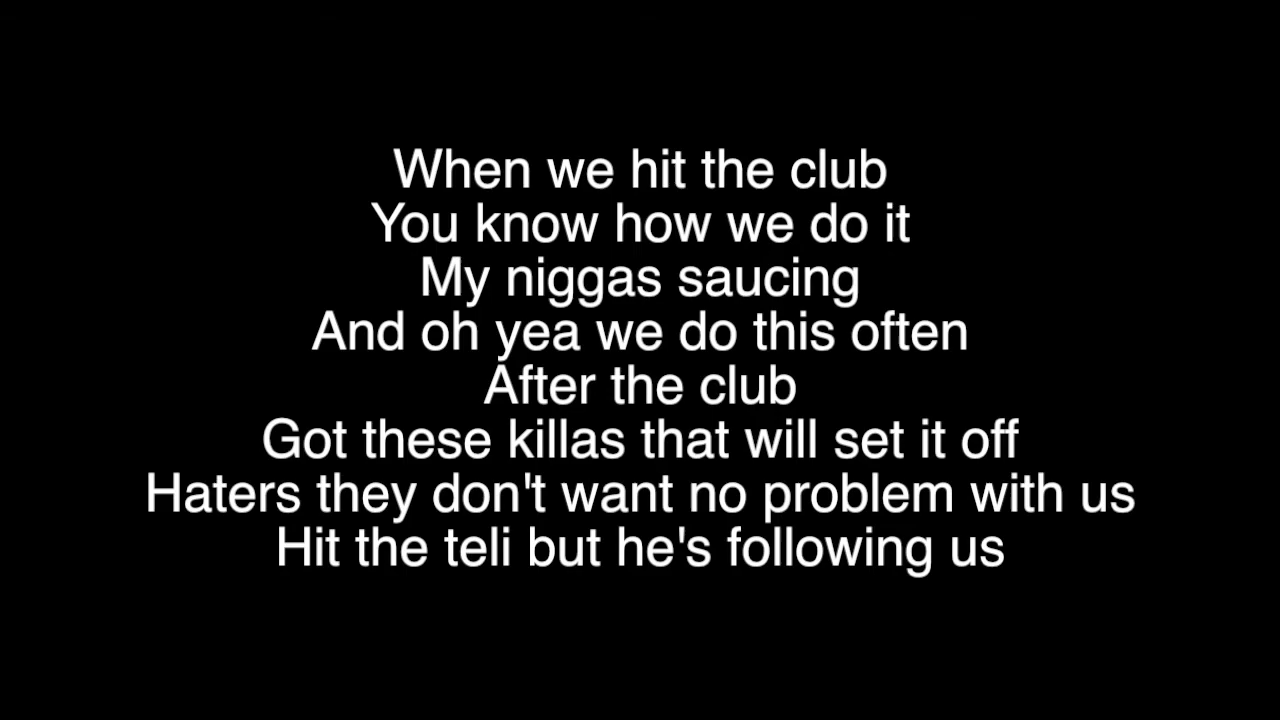 When we hit the club
You know how we do it
My niggas saucing
And oh yea we do this often
After the club
Got these killas that will set it off
Haters they don't want no problem with us
Hit the teli but he's following us